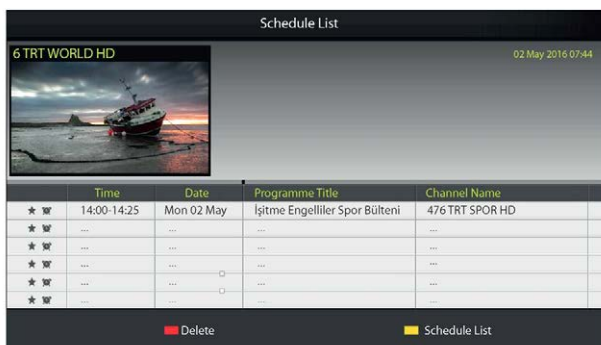 Schedule List
6 TRT WORLD HD
02 May 2016 07:44
Time Date Programme Title Channel Name
14:00-14:25 Mon 02 May İşitme Engelliler Spor Bülteni 476 TRT SPOR HD
... ... ... ...
... ... ... ...
... ... ... ...
... ... ... ...
... ... ... ...
Delete Schedule List